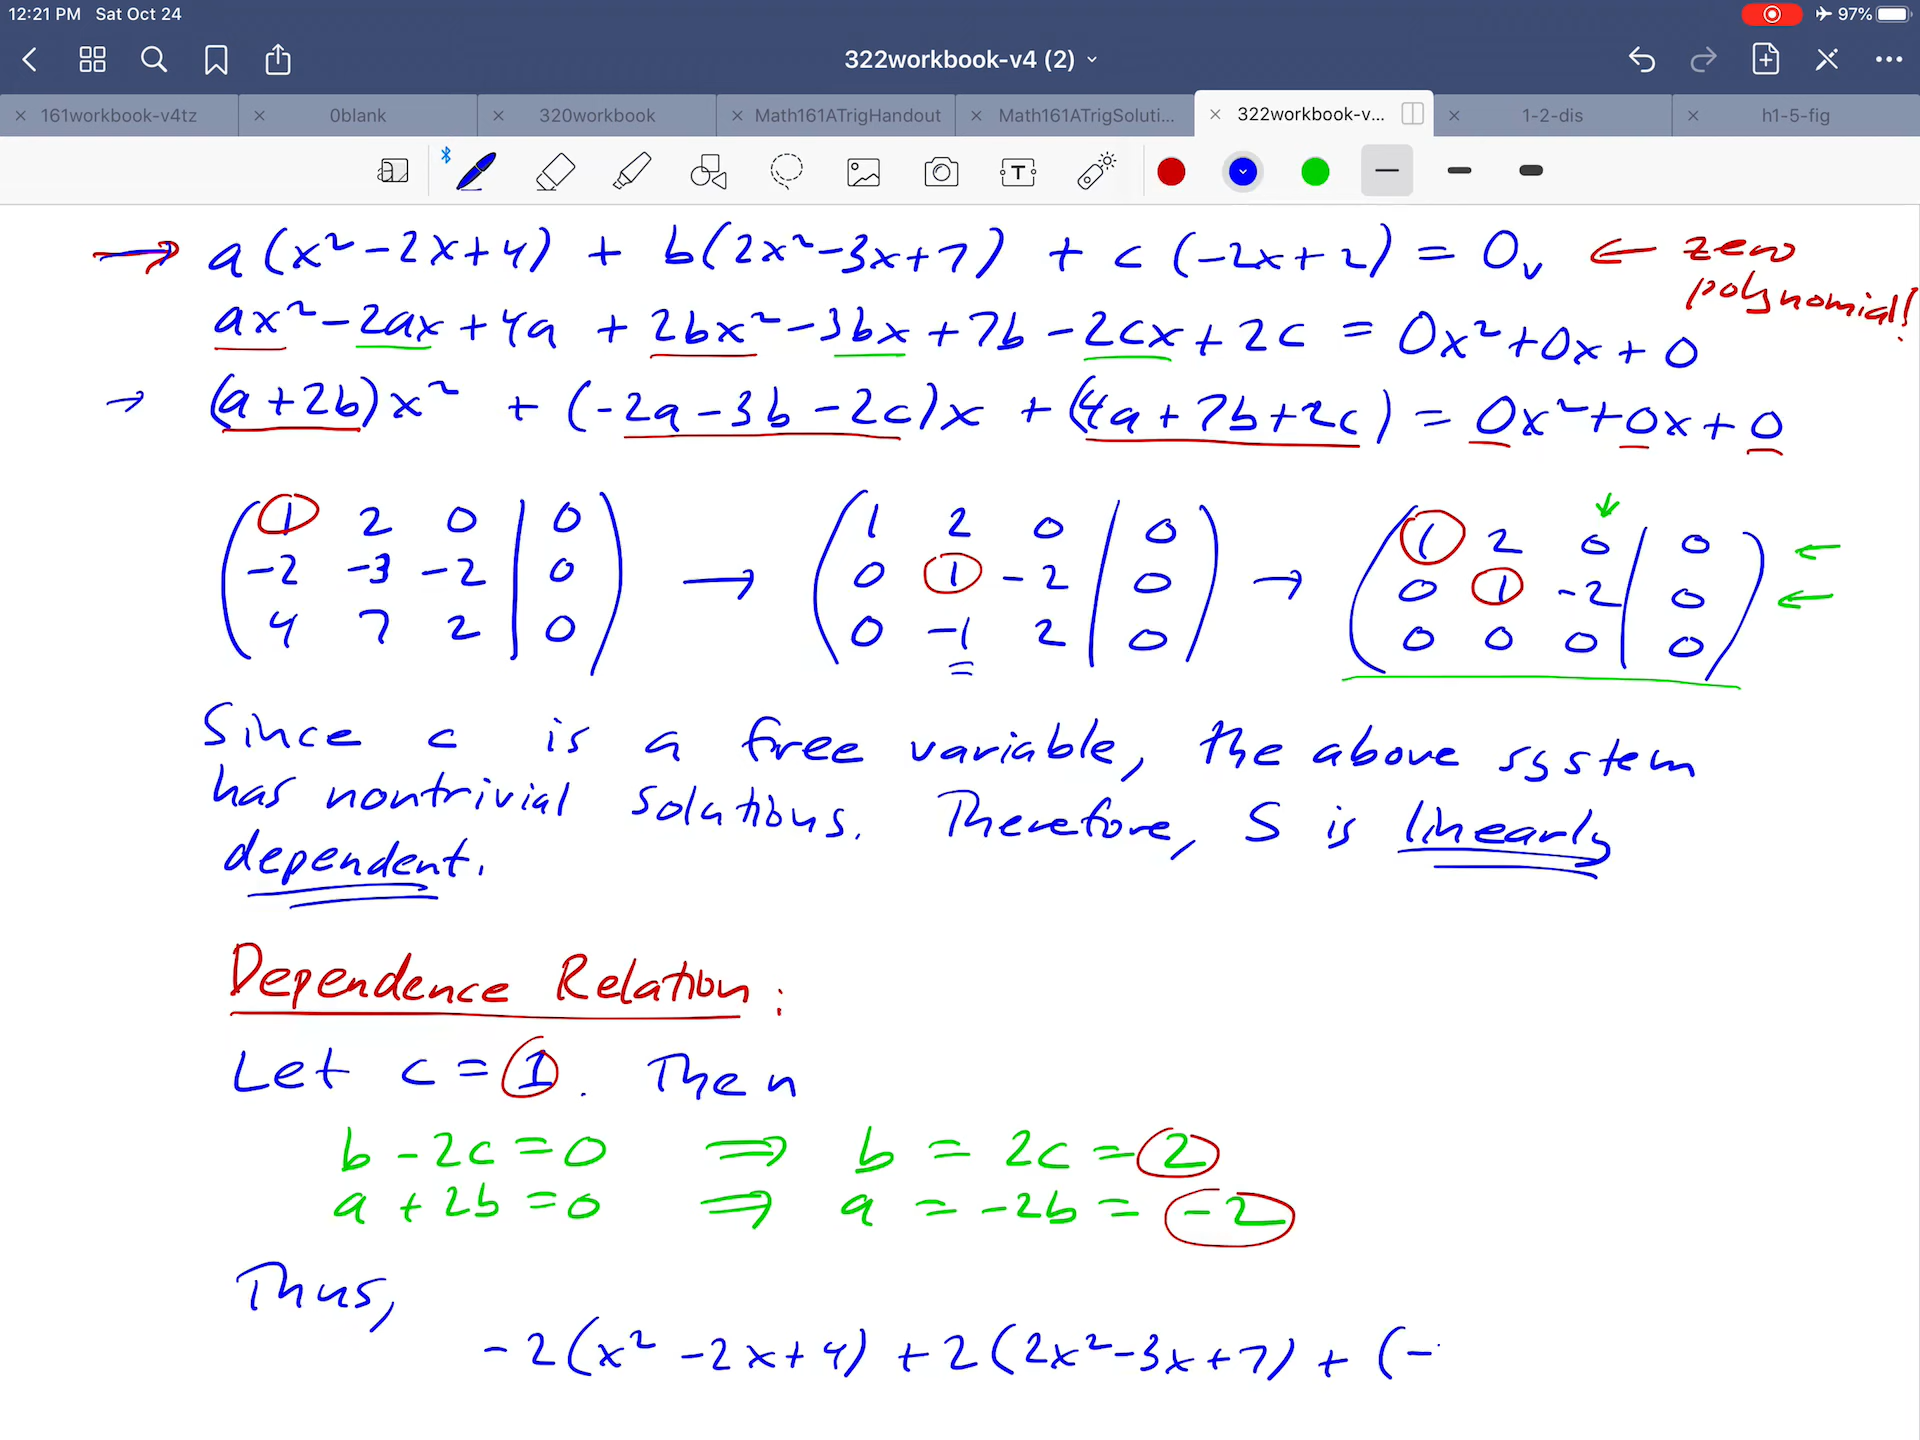 12:21 PM Sat Oct 24 97%
322workbook-v4 (2)
161workbook-v4tz 0blank 320workbook Math161ATrigHandout Math161ATrigSoluti... 322workbook-v... 1-2-dis h1-5-fig
→ a(x² - 2x + 4) + b(2x² - 3x + 7) + c(-2x + 2) = 0ᵥ ← zero polynomial!
ax² - 2ax + 4a + 2bx² - 3bx + 7b - 2cx + 2c = 0x² + 0x + 0
→ (a + 2b)x² + (-2a - 3b - 2c)x + (4a + 7b + 2c) = 0x² + 0x + 0
1 2 0 | 0 1 2 0 | 0 1 2 0 | 0 ←
-2 -3 -2 | 0 → 0 1 -2 | 0 → 0 1 -2 | 0 ←
4 7 2 | 0 0 -1 2 | 0 0 0 0 | 0
Since c is a free variable, the above system
has nontrivial solutions. Therefore, S is linearly
dependent.
Dependence Relation:
Let c = 1. Then
b - 2c = 0 ⟹ b = 2c = 2
a + 2b = 0 ⟹ a = -2b = -2
Thus,
-2(x² - 2x + 4) + 2(2x² - 3x + 7) + (-